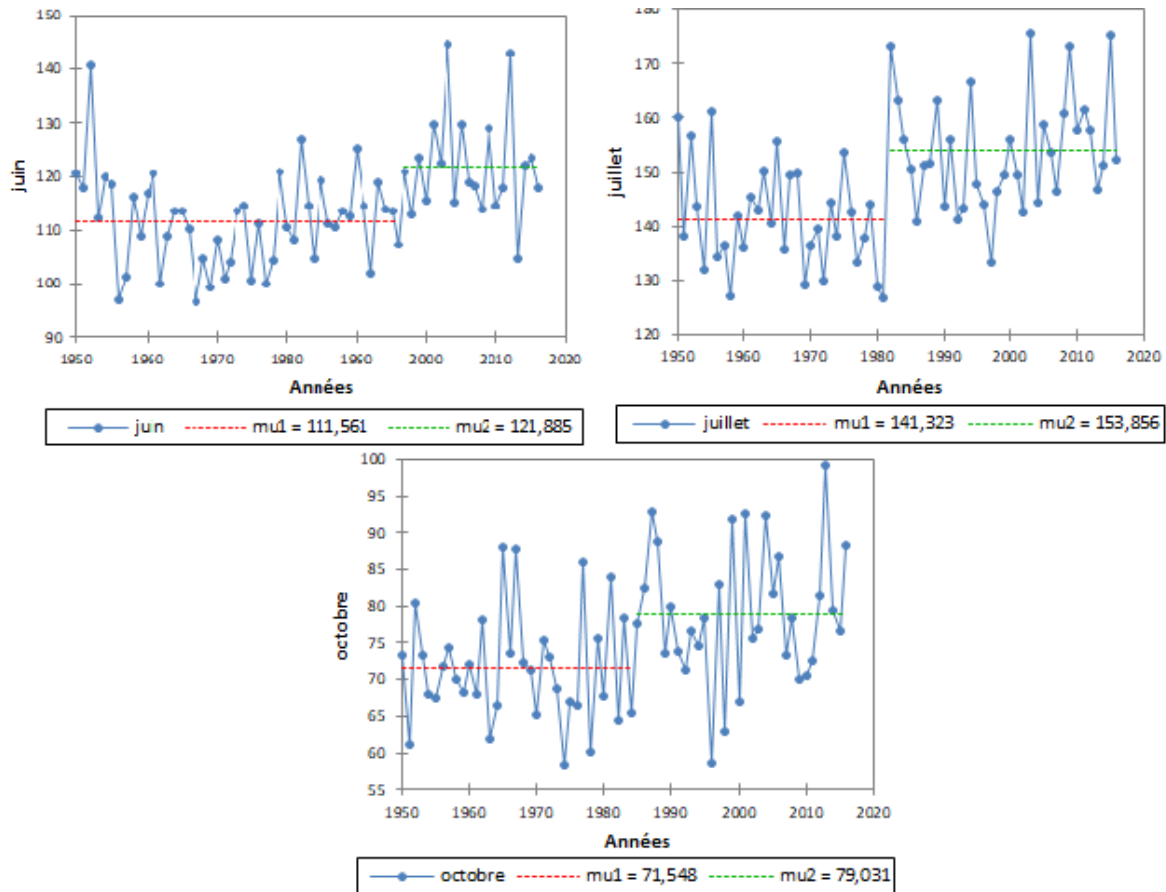 150
140
130
120
110
100
90
juin
1950 1960 1970 1980 1990 2000 2010 2020
Années
juin mu1 = 111,561 mu2 = 121,885
180
170
160
150
140
130
120
juillet
1950 1960 1970 1980 1990 2000 2010 2020
Années
juillet mu1 = 141,323 mu2 = 153,856
100
95
90
85
80
75
70
65
60
55
octobre
1950 1960 1970 1980 1990 2000 2010 2020
Années
octobre mu1 = 71,548 mu2 = 79,031